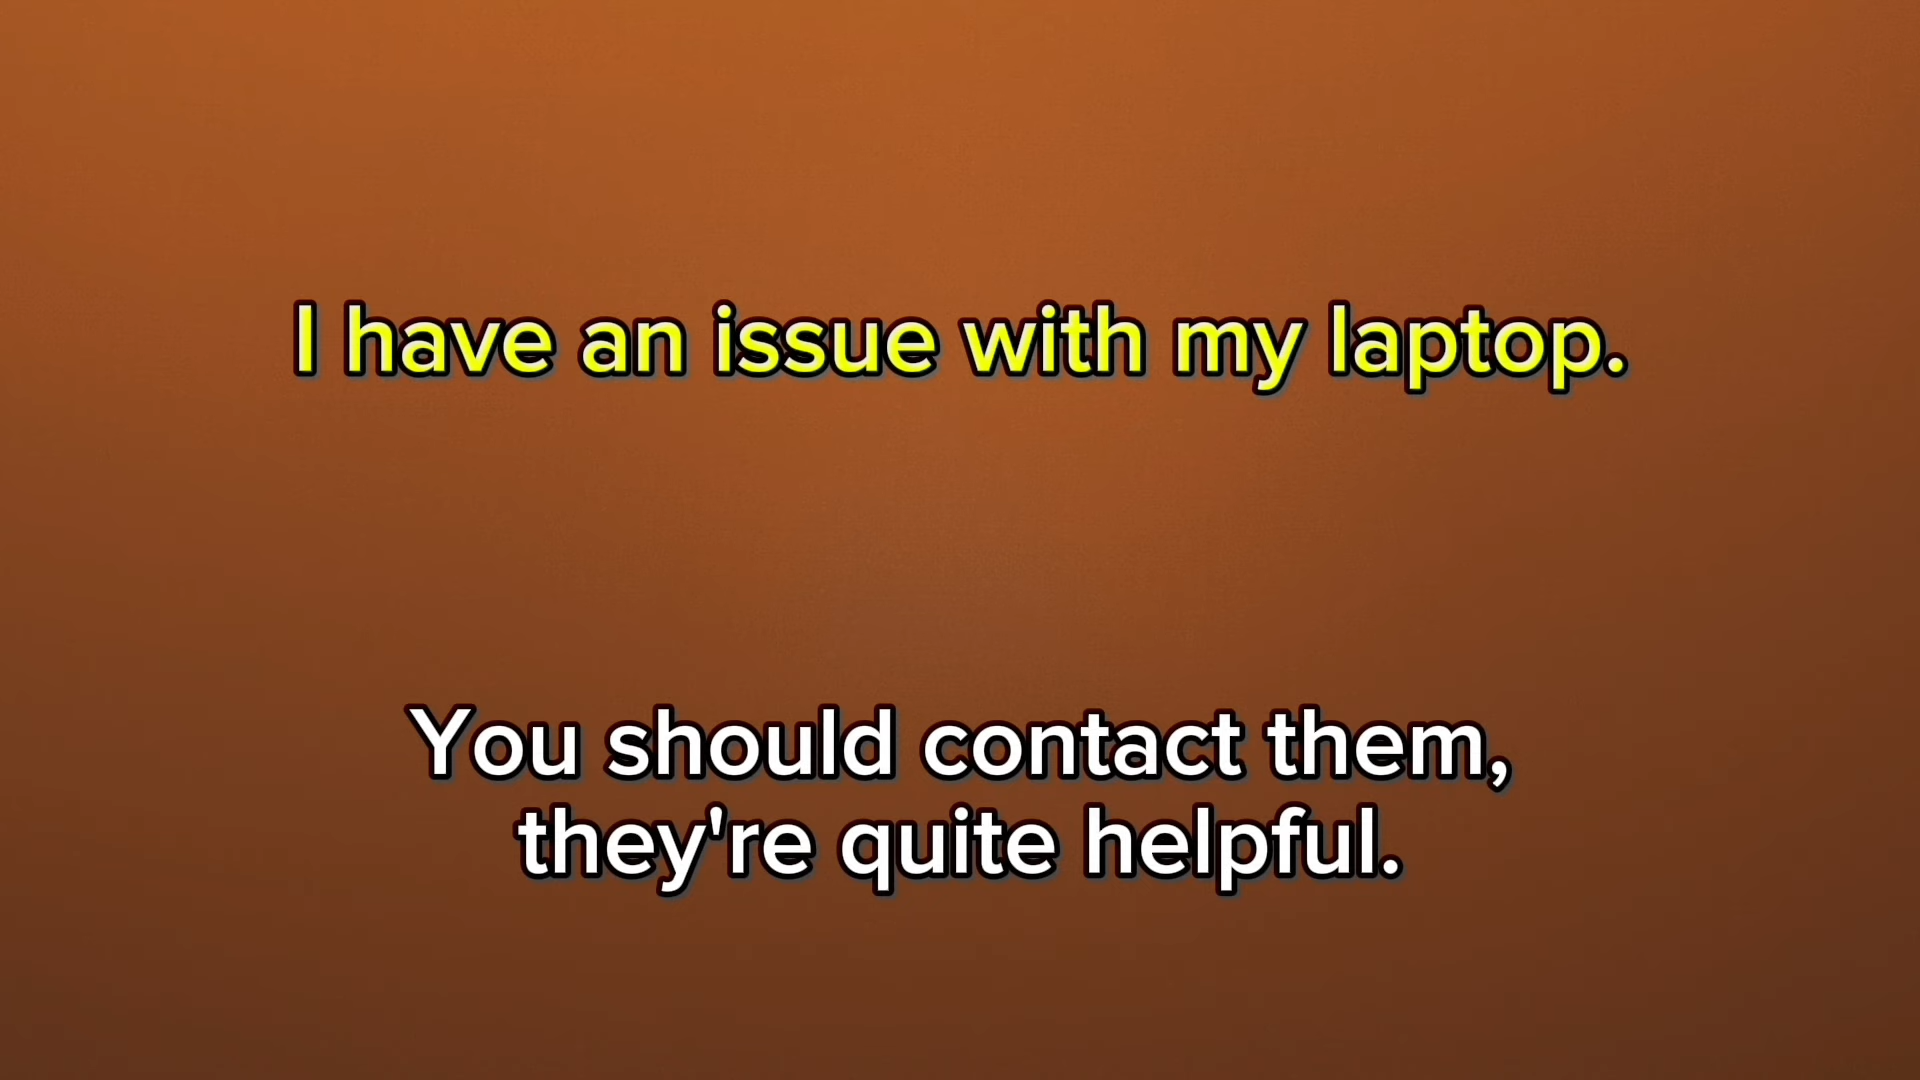 I have an issue with my laptop.
You should contact them,
they're quite helpful.